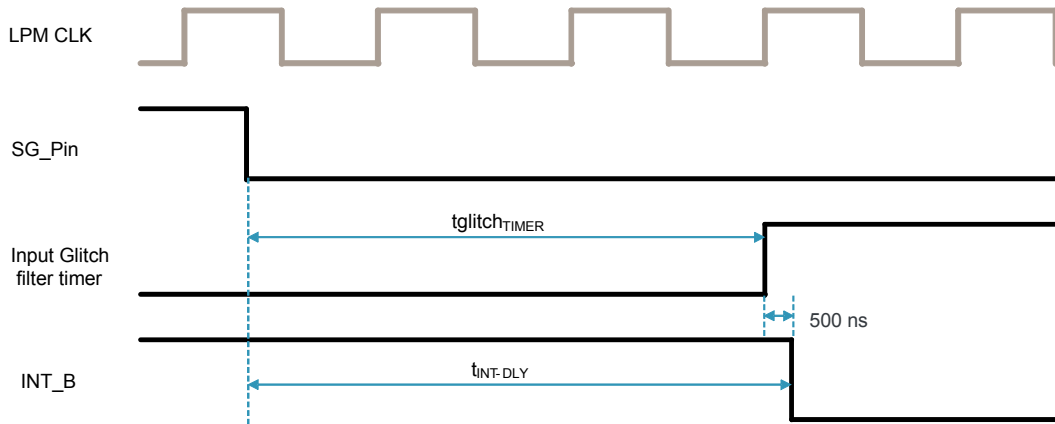 LPM CLK
SG_Pin
tglitchTIMER
Input Glitch
filter timer
500 ns
tINT-DLY
INT_B